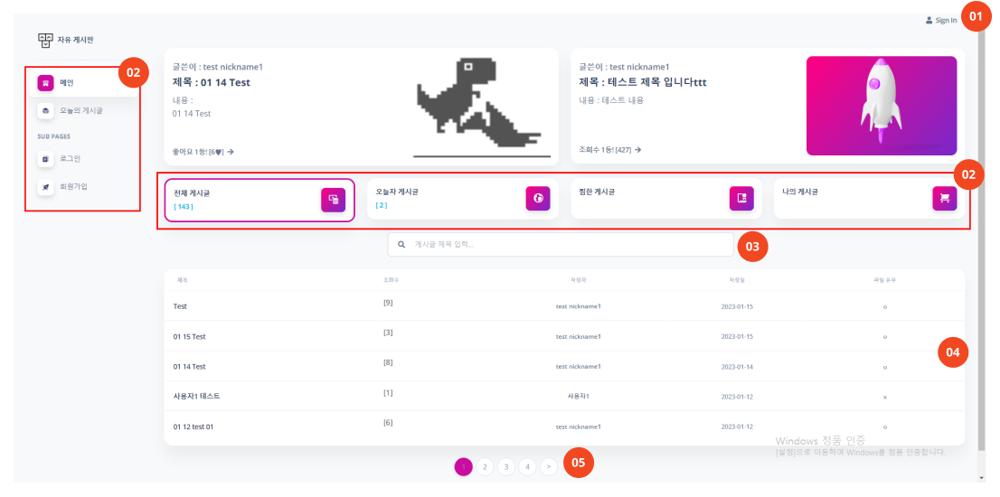 Sign In
01
자유 게시판
02
메인
오늘의 게시글
SUB PAGES
로그인
회원가입
글쓴이 : test nickname1
제목 : 01 14 Test
내용 :
01 14 Test
좋아요 1등! [6♥] →
글쓴이 : test nickname1
제목 : 테스트 제목 입니다ttt
내용 : 테스트 내용
조회수 1등! [427] →
02
전체 게시글
[ 143 ]
오늘자 게시글
[ 2 ]
찜한 게시글
나의 게시글
게시글 제목 입력...
03
제목 조회수 작성자 작성일 파일 유무
Test [9] test nickname1 2023-01-15 o
01 15 Test [3] test nickname1 2023-01-15 o
04
01 14 Test [8] test nickname1 2023-01-14 o
사용자1 테스트 [1] 사용자1 2023-01-12 x
01 12 test 01 [6] test nickname1 2023-01-12 o
Windows 정품 인증
[설정]으로 이동하여 Windows를 정품 인증합니다.
1 2 3 4 >
05